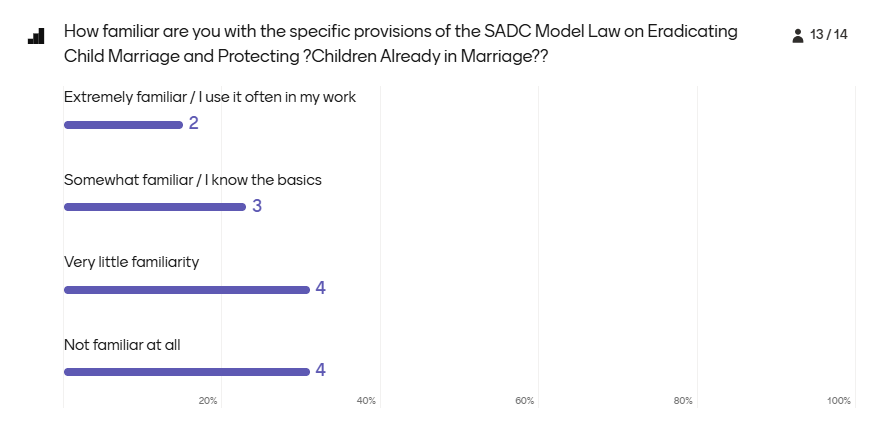 How familiar are you with the specific provisions of the SADC Model Law on Eradicating
Child Marriage and Protecting ?Children Already in Marriage??
13 / 14
Extremely familiar / I use it often in my work
2
Somewhat familiar / I know the basics
3
Very little familiarity
4
Not familiar at all
4
20% 40% 60% 80% 100%